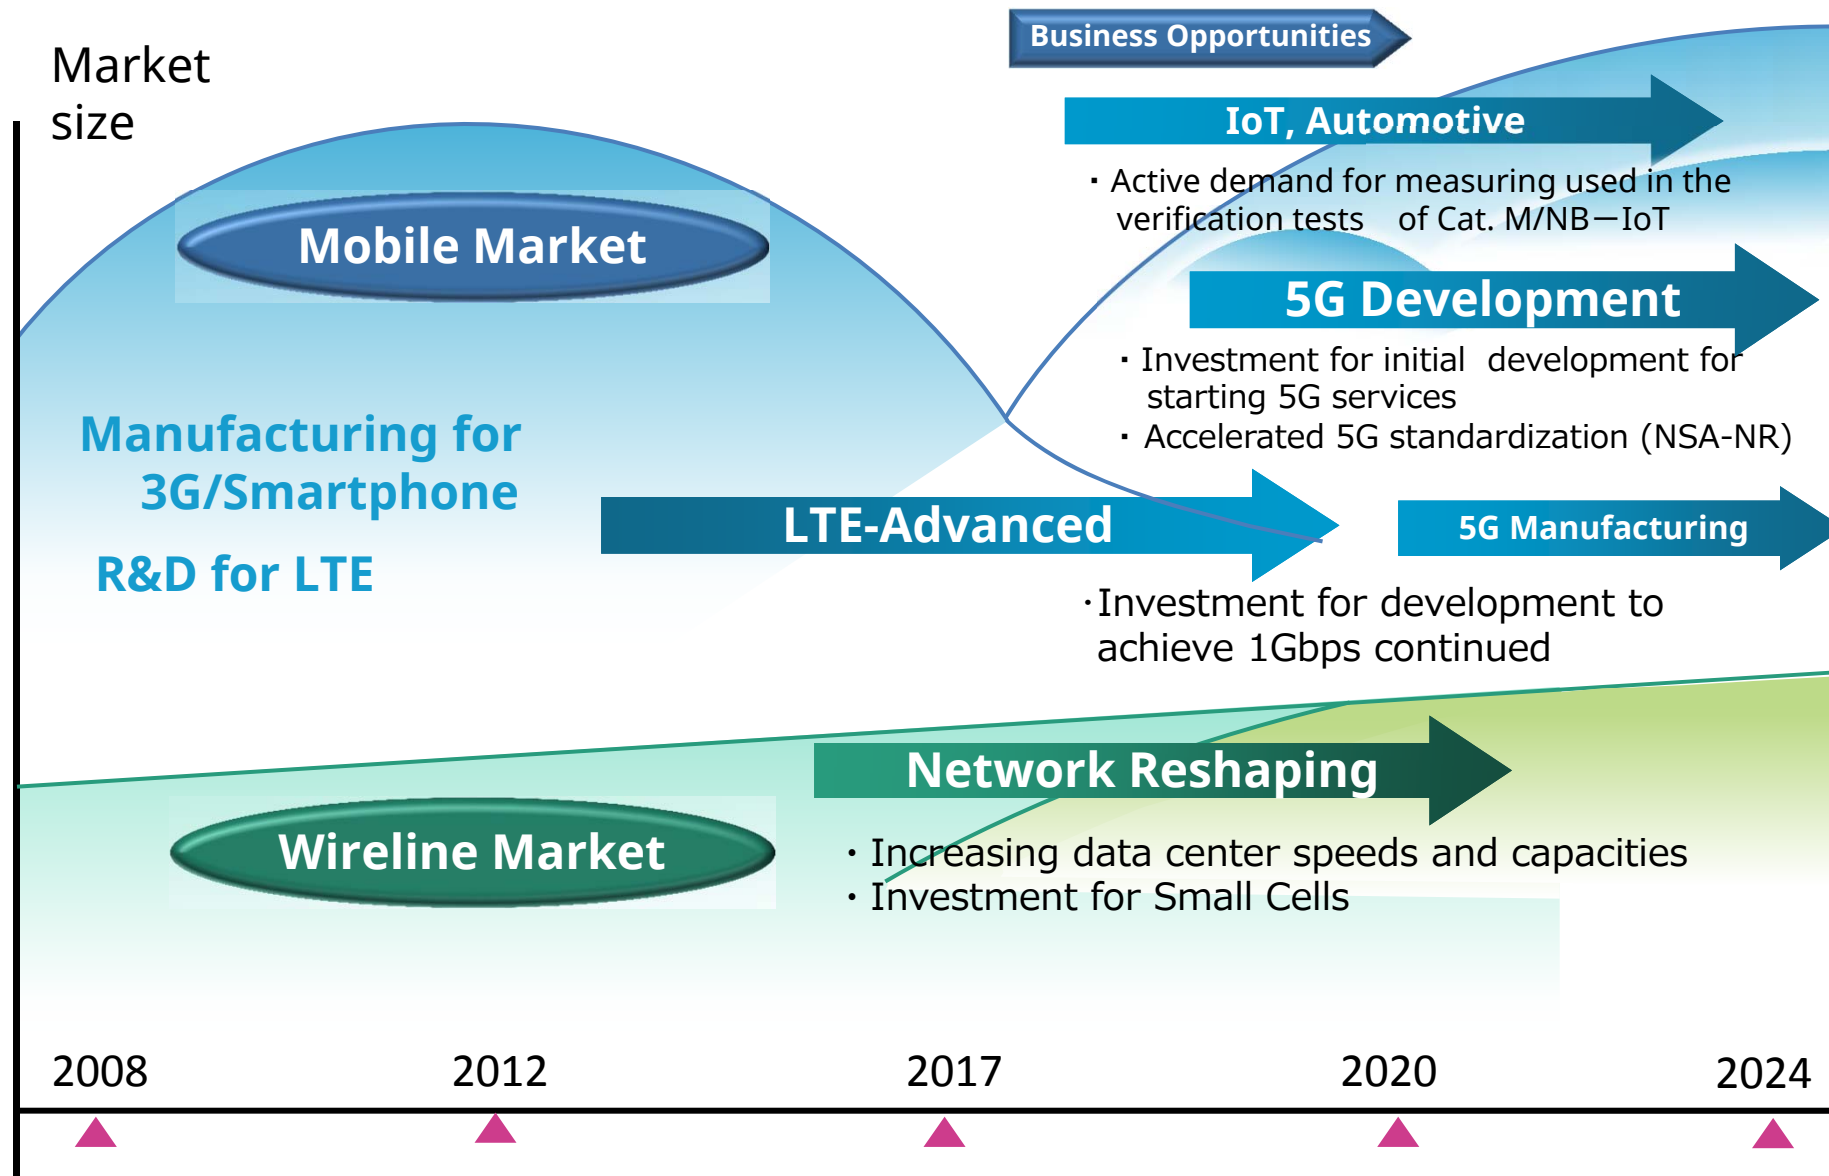 Market
size
Business Opportunities
IoT, Automotive
・Active demand for measuring used in the
verification tests　of Cat. M/NB－IoT
Mobile Market
5G Development
・Investment for initial  development for
starting 5G services
・Accelerated 5G standardization (NSA-NR)
Manufacturing for
3G/Smartphone
R&D for LTE
LTE-Advanced
5G Manufacturing
・Investment for development to
achieve 1Gbps continued
Network Reshaping
Wireline Market
・Increasing data center speeds and capacities
・Investment for Small Cells
2008 2012 2017 2020 2024